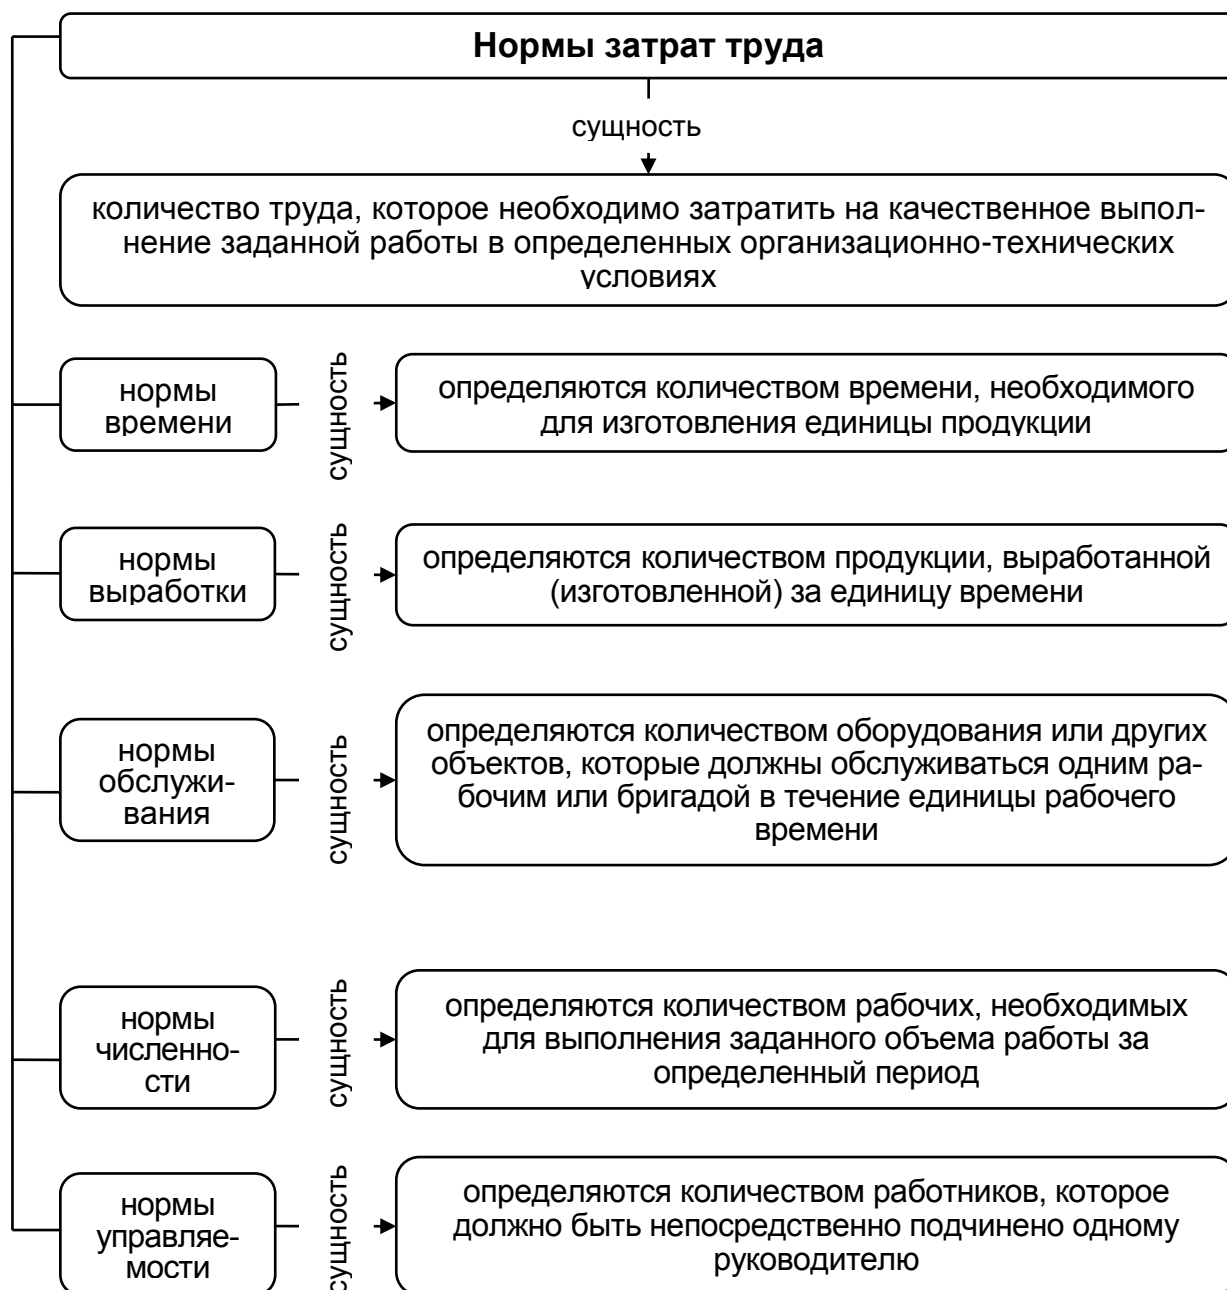 Нормы затрат труда
сущность
количество труда, которое необходимо затратить на качественное выпол-
нение заданной работы в определенных организационно-технических
условиях
нормы
времени
сущность
определяются количеством времени, необходимого
для изготовления единицы продукции
нормы
выработки
сущность
определяются количеством продукции, выработанной
(изготовленной) за единицу времени
нормы
обслужи-
вания
сущность
определяются количеством оборудования или других
объектов, которые должны обслуживаться одним ра-
бочим или бригадой в течение единицы рабочего
времени
нормы
численно-
сти
сущность
определяются количеством рабочих, необходимых
для выполнения заданного объема работы за
определенный период
нормы
управляе-
мости
сущность
определяются количеством работников, которое
должно быть непосредственно подчинено одному
руководителю